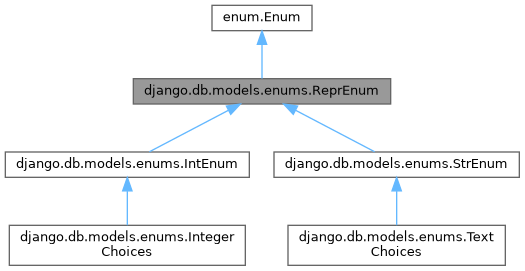 enum.Enum
django.db.models.enums.ReprEnum
django.db.models.enums.IntEnum
django.db.models.enums.StrEnum
django.db.models.enums.Integer
Choices
django.db.models.enums.Text
Choices